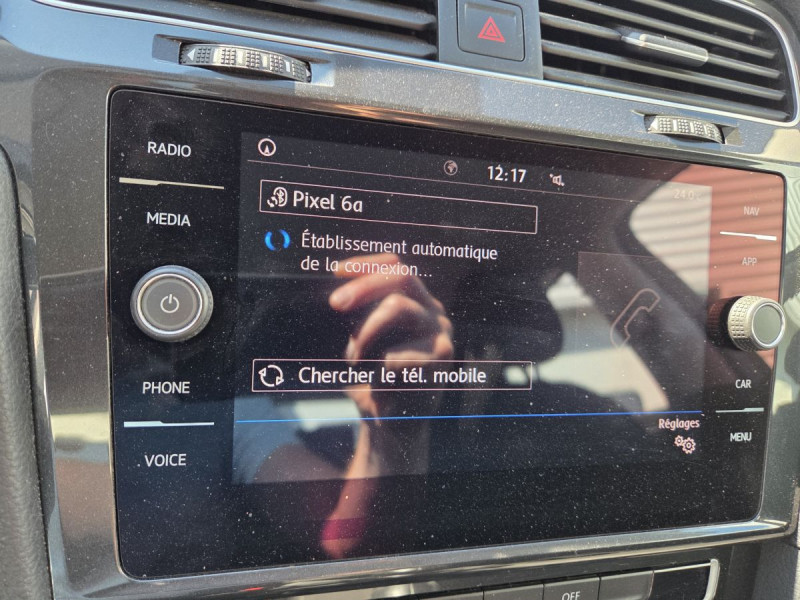 RADIO
MEDIA
PHONE
VOICE
12:17
Pixel 6a
Établissement automatique
de la connexion...
Chercher le tél. mobile
Réglages
NAV
APP
CAR
MENU
OFF